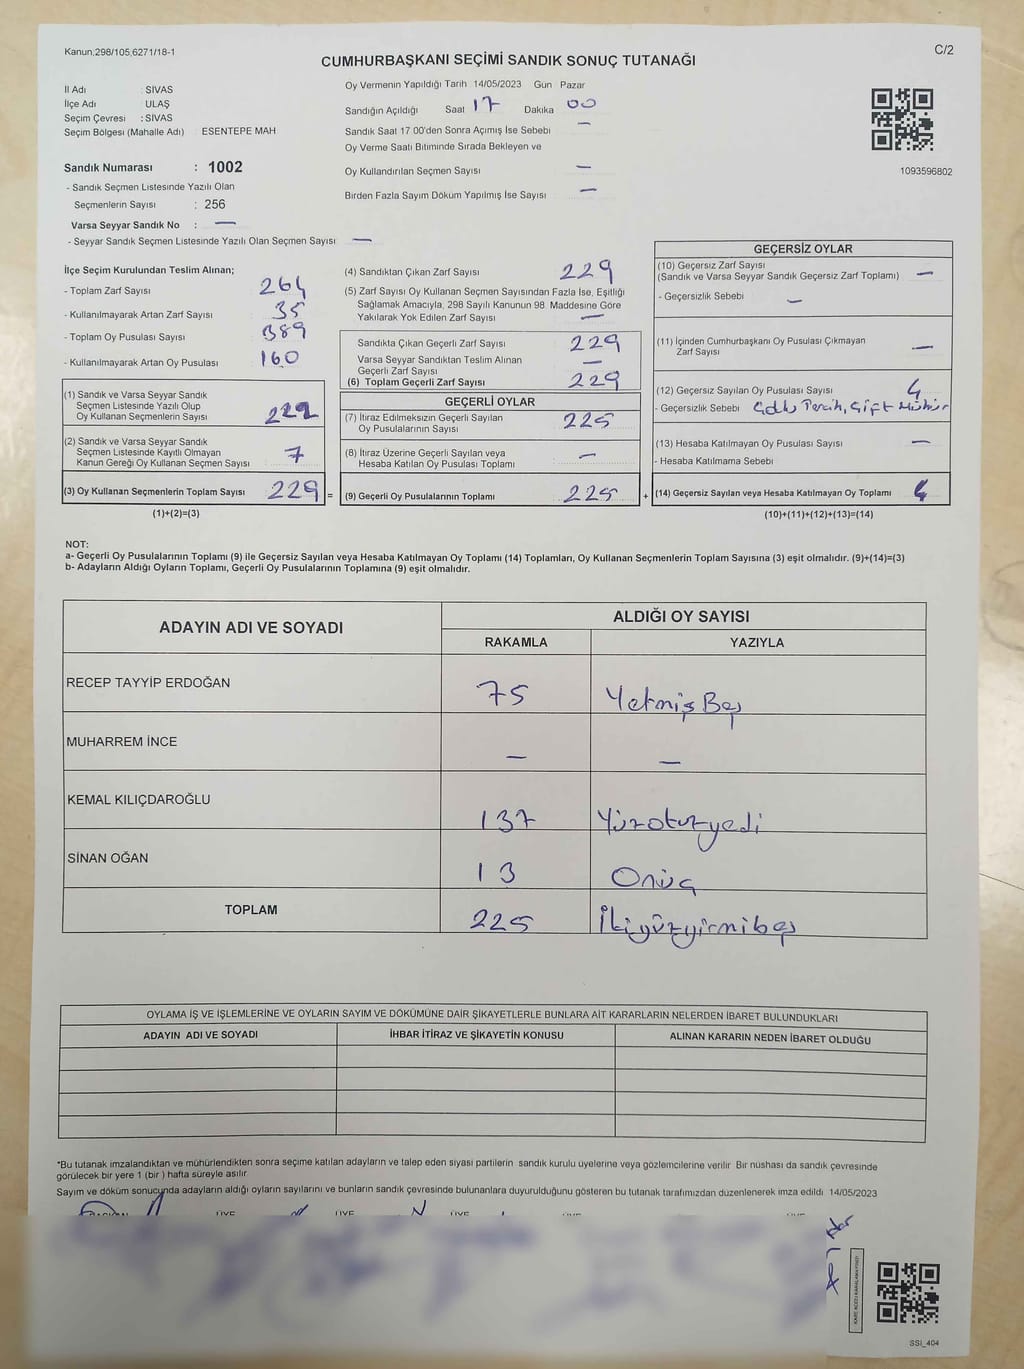 Kanun.298/105,6271/18-1
C/2
CUMHURBAŞKANI SEÇİMİ SANDIK SONUÇ TUTANAĞI
İl Adı : SİVAS
İlçe Adı : ULAŞ
Seçim Çevresi : SİVAS
Seçim Bölgesi (Mahalle Adı) ESENTEPE MAH
Oy Vermenin Yapıldığı Tarih 14/05/2023 Gün Pazar
Sandığın Açıldığı Saat 17 Dakika 00
Sandık Saat 17 00'den Sonra Açımış İse Sebebi —
Oy Verme Saati Bitiminde Sırada Bekleyen ve
Oy Kullandırılan Seçmen Sayısı —
Birden Fazla Sayım Döküm Yapılmış İse Sayısı —
1093596802
Sandık Numarası : 1002
- Sandık Seçmen Listesinde Yazılı Olan
Seçmenlerin Sayısı : 256
Varsa Seyyar Sandık No : —
- Seyyar Sandık Seçmen Listesinde Yazılı Olan Seçmen Sayısı —
İlçe Seçim Kurulundan Teslim Alınan;
- Toplam Zarf Sayısı 264
- Kullanılmayarak Artan Zarf Sayısı 35
- Toplam Oy Pusulası Sayısı 389
- Kullanılmayarak Artan Oy Pusulası 160
(1) Sandık ve Varsa Seyyar Sandık
Seçmen Listesinde Yazılı Olup
Oy Kullanan Seçmenlerin Sayısı 222
(2) Sandık ve Varsa Seyyar Sandık
Seçmen Listesinde Kayıtlı Olmayan
Kanun Gereği Oy Kullanan Seçmen Sayısı 7
(3) Oy Kullanan Seçmenlerin Toplam Sayısı 229 =
(1)+(2)=(3)
(4) Sandıktan Çıkan Zarf Sayısı 229
(5) Zarf Sayısı Oy Kullanan Seçmen Sayısından Fazla İse, Eşitliği
Sağlamak Amacıyla, 298 Sayılı Kanunun 98. Maddesine Göre
Yakılarak Yok Edilen Zarf Sayısı —
Sandıkta Çıkan Geçerli Zarf Sayısı 229
Varsa Seyyar Sandıktan Teslim Alınan
Geçerli Zarf Sayısı —
(6) Toplam Geçerli Zarf Sayısı 229
GEÇERLİ OYLAR
(7) İtiraz Edilmeksizin Geçerli Sayılan
Oy Pusulalarının Sayısı 225
(8) İtiraz Üzerine Geçerli Sayılan veya
Hesaba Katılan Oy Pusulası Toplamı —
(9) Geçerli Oy Pusulalarının Toplamı 225 +
GEÇERSİZ OYLAR
(10) Geçersiz Zarf Sayısı
(Sandık ve Varsa Seyyar Sandık Geçersiz Zarf Toplamı) —
- Geçersizlik Sebebi —
(11) İçinden Cumhurbaşkanı Oy Pusulası Çıkmayan
Zarf Sayısı —
(12) Geçersiz Sayılan Oy Pusulası Sayısı 4
- Geçersizlik Sebebi Tercih, Çift Mühür
(13) Hesaba Katılmayan Oy Pusulası Sayısı —
- Hesaba Katılmama Sebebi
(14) Geçersiz Sayılan veya Hesaba Katılmayan Oy Toplamı 4
(10)+(11)+(12)+(13)=(14)
NOT:
a- Geçerli Oy Pusulalarının Toplamı (9) ile Geçersiz Sayılan veya Hesaba Katılmayan Oy Toplamı (14) Toplamları, Oy Kullanan Seçmenlerin Toplam Sayısına (3) eşit olmalıdır. (9)+(14)=(3)
b- Adayların Aldığı Oyların Toplamı, Geçerli Oy Pusulalarının Toplamına (9) eşit olmalıdır.
ADAYIN ADI VE SOYADI
ALDIĞI OY SAYISI
RAKAMLA YAZIYLA
RECEP TAYYİP ERDOĞAN 75 YetmişBeş
MUHARREM İNCE — —
KEMAL KILIÇDAROĞLU 137 Yüzotuzyedi
SİNAN OĞAN 13 Onüç
TOPLAM 225 İkiyüzyirmibeş
OYLAMA İŞ VE İŞLEMLERİNE VE OYLARIN SAYIM VE DÖKÜMÜNE DAİR ŞİKAYETLERLE BUNLARA AİT KARARLARIN NELERDEN İBARET BULUNDUKLARI
ADAYIN ADI VE SOYADI İHBAR İTİRAZ VE ŞİKAYETİN KONUSU ALINAN KARARIN NEDEN İBARET OLDUĞU
*Bu tutanak imzalandıktan ve mühürlendikten sonra seçime katılan adayların ve talep eden siyasi partilerin sandık kurulu üyelerine veya gözlemcilerine verilir Bir nüshası da sandık çevresinde
görülecek bir yere 1 (bir ) hafta süreyle asılır.
Sayım ve döküm sonucunda adayların aldığı oyların sayılarını ve bunların sandık çevresinde bulunanlara duyurulduğunu gösteren bu tutanak tarafımızdan düzenlenerek imza edildi 14/05/2023
BAŞKAN ÜYE ÜYE ÜYE
SSI_404